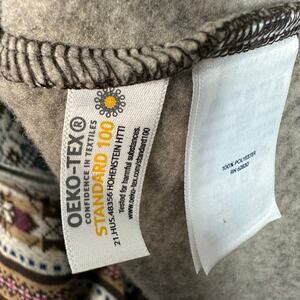 OEKO-TEX®
CONFIDENCE IN TEXTILES
STANDARD 100
21.HUS.48356 HOHENSTEIN HTTI
Tested for harmful substances.
www.oeko-tex.com/standard100
100% POLYESTER